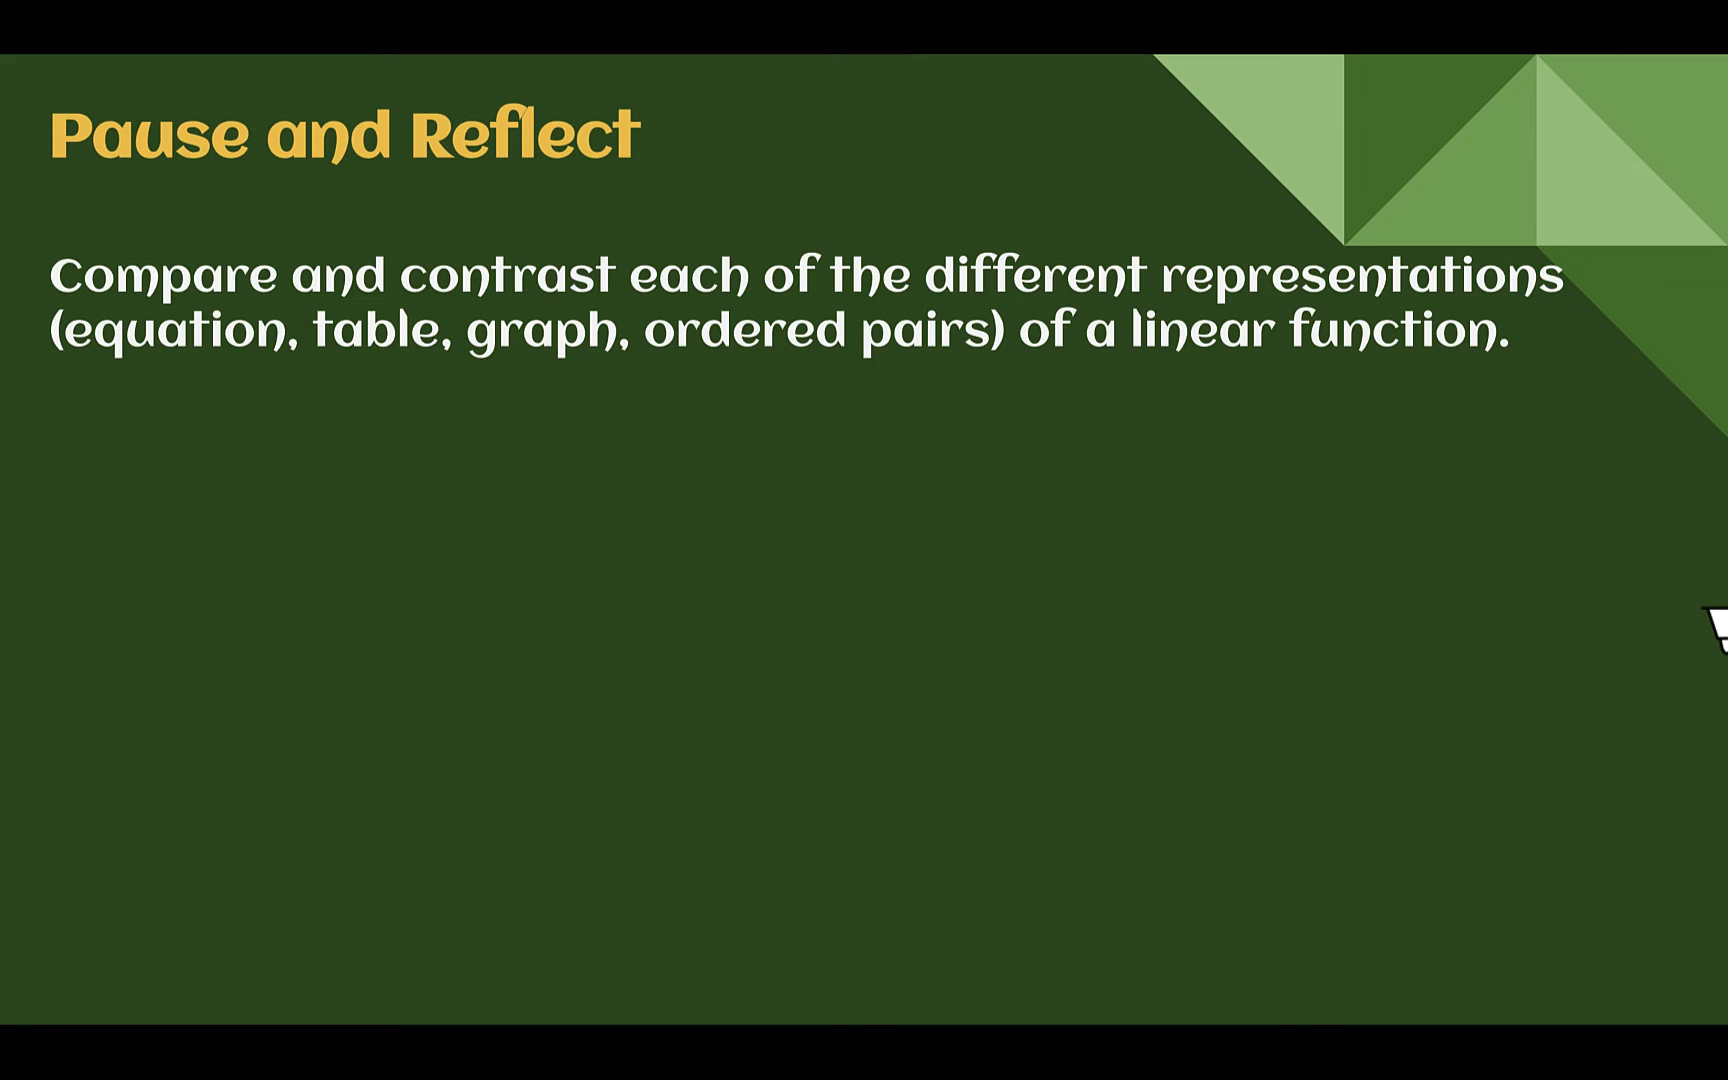 Pause and Reflect
Compare and contrast each of the different representations
(equation, table, graph, ordered pairs) of a linear function.